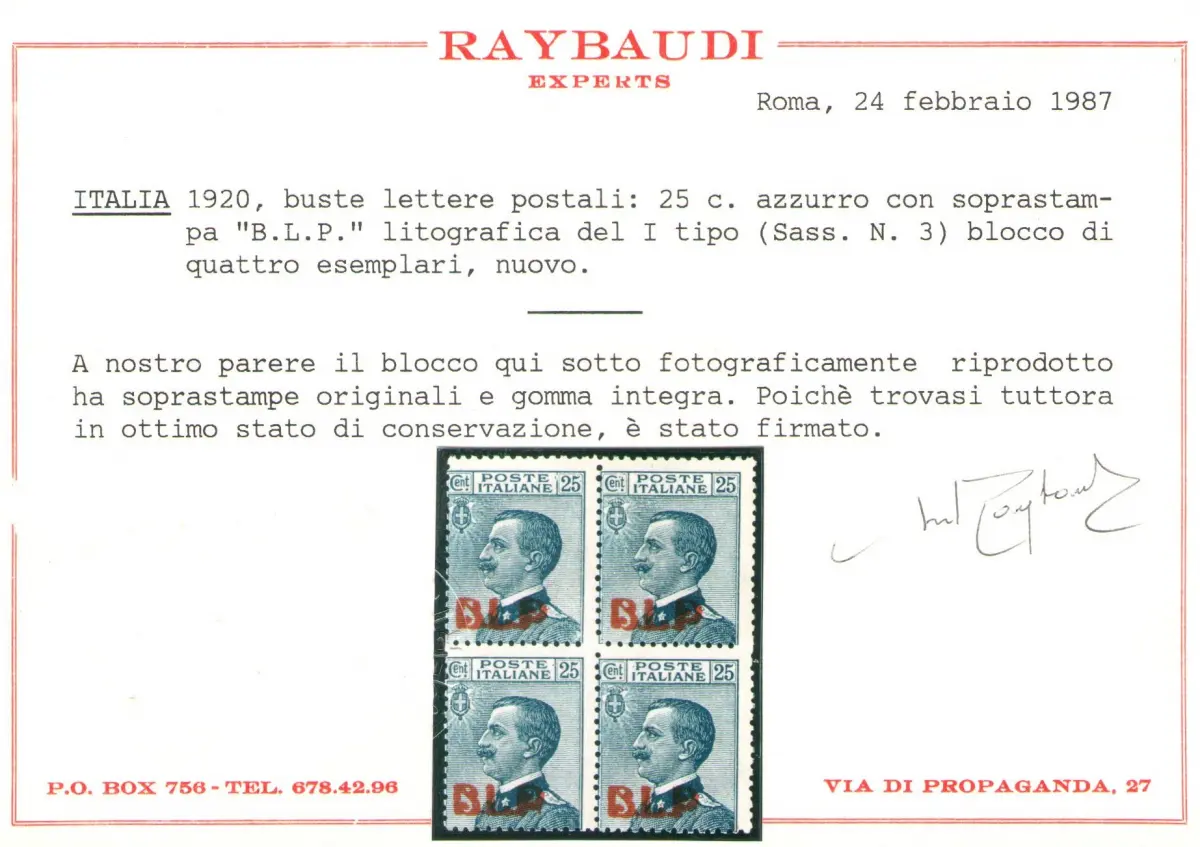 RAYBAUDI
EXPERTS
Roma, 24 febbraio 1987
ITALIA 1920, buste lettere postali: 25 c. azzurro con soprastam-
pa "B.L.P." litografica del I tipo (Sass. N. 3) blocco di
quattro esemplari, nuovo.
A nostro parere il blocco qui sotto fotograficamente riprodotto
ha soprastampe originali e gomma integra. Poichè trovasi tuttora
in ottimo stato di conservazione, è stato firmato.
Cent POSTE ITALIANE 25
Cent POSTE ITALIANE 25
B.L.P.
B.L.P.
Cent POSTE ITALIANE 25
Cent POSTE ITALIANE 25
B.L.P.
B.L.P.
P.O. BOX 756 - TEL. 678.42.96
VIA DI PROPAGANDA, 27